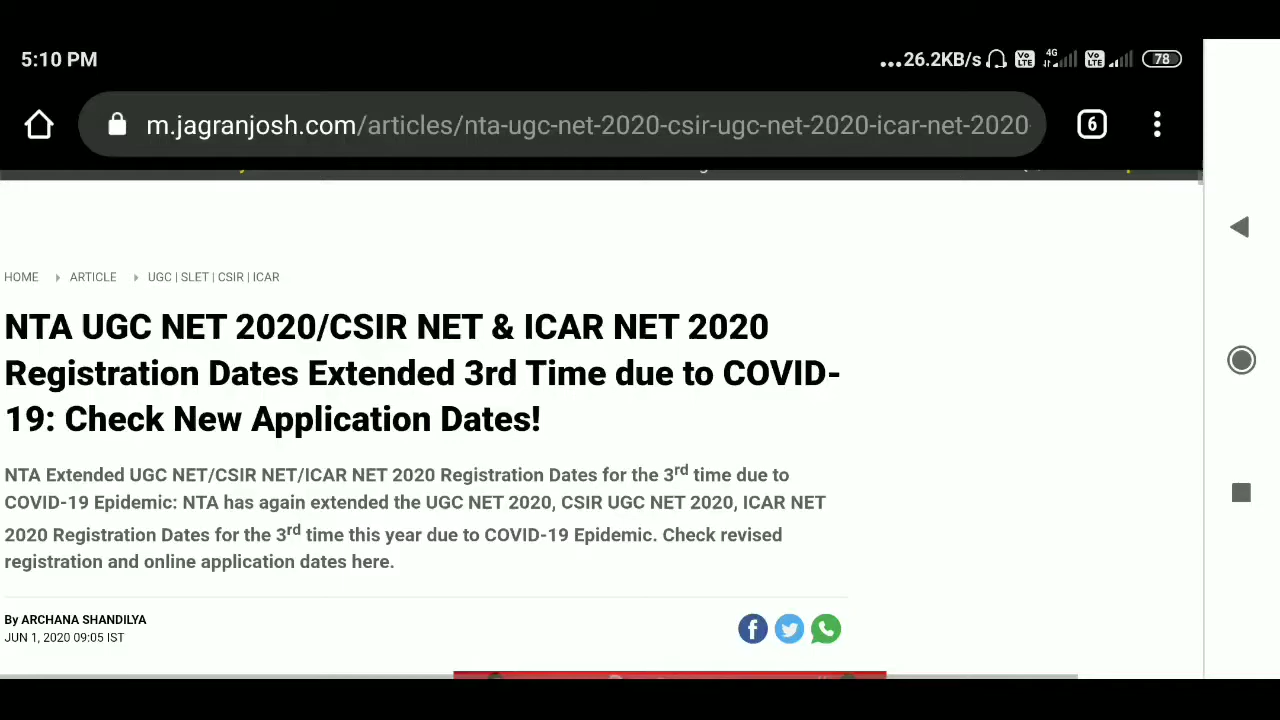 5:10 PM
...26.2KB/s Vo LTE 4G Vo LTE 78
m.jagranjosh.com/articles/nta-ugc-net-2020-csir-ugc-net-2020-icar-net-2020-
6
HOME ARTICLE UGC | SLET | CSIR | ICAR
NTA UGC NET 2020/CSIR NET & ICAR NET 2020
Registration Dates Extended 3rd Time due to COVID-
19: Check New Application Dates!
NTA Extended UGC NET/CSIR NET/ICAR NET 2020 Registration Dates for the 3rd time due to
COVID-19 Epidemic: NTA has again extended the UGC NET 2020, CSIR UGC NET 2020, ICAR NET
2020 Registration Dates for the 3rd time this year due to COVID-19 Epidemic. Check revised
registration and online application dates here.
By ARCHANA SHANDILYA
JUN 1, 2020 09:05 IST